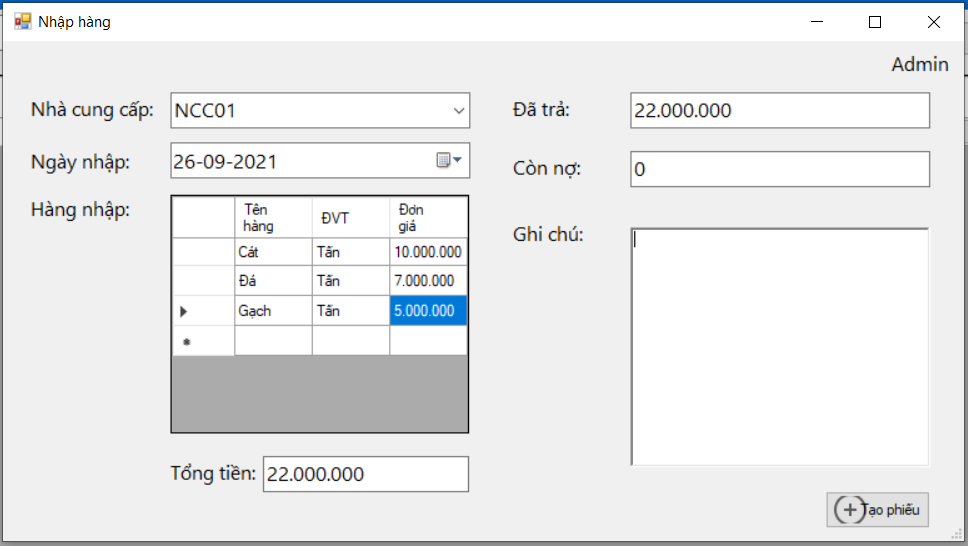 Nhập hàng
Admin
Nhà cung cấp: NCC01
Ngày nhập: 26-09-2021
Hàng nhập:
Tên hàng ĐVT Đơn giá
Cát Tấn 10.000.000
Đá Tấn 7.000.000
Gạch Tấn 5.000.000
Tổng tiền: 22.000.000
Đã trả: 22.000.000
Còn nợ: 0
Ghi chú:
Tạo phiếu